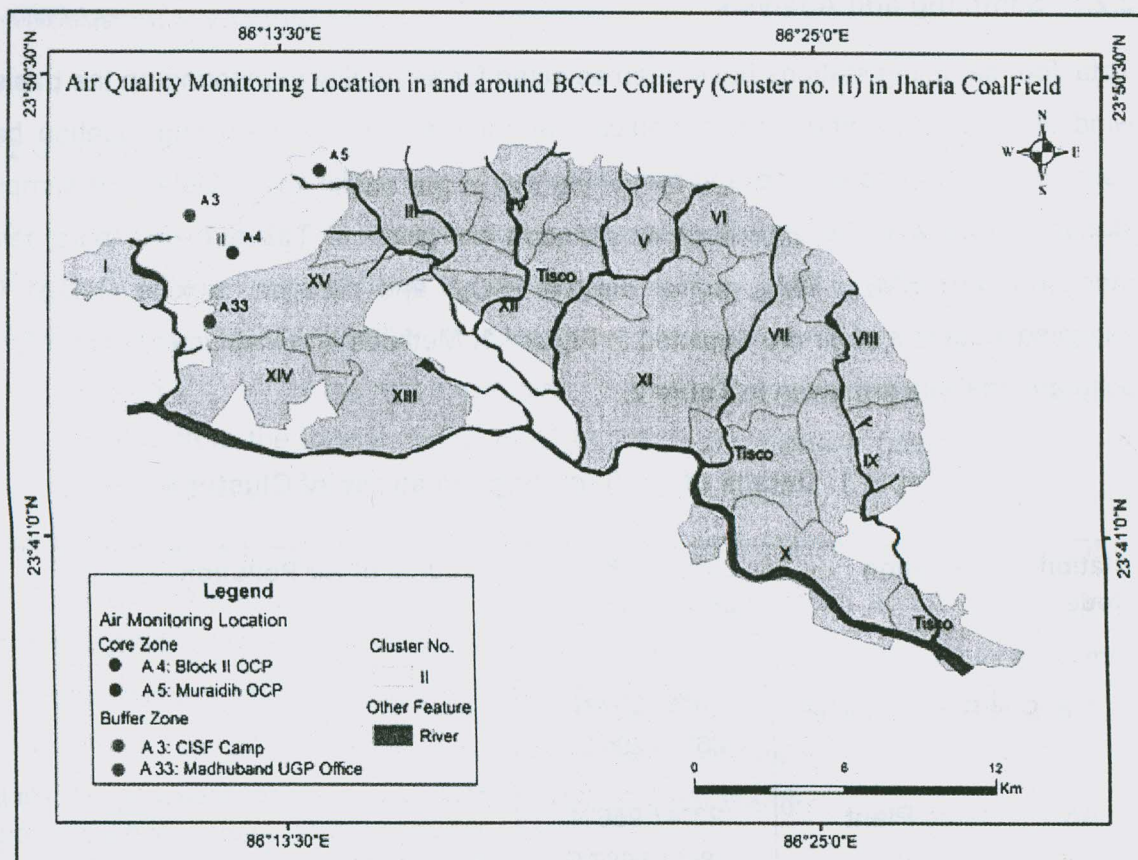 86°13'30"E
86°25'0"E
23°50'30"N
23°50'30"N
Air Quality Monitoring Location in and around BCCL Colliery (Cluster no. II) in Jharia CoalField
N
W
E
S
A 5
A 3
II
A 4
I
A 33
III
IV
V
VI
XV
Tisco
XII
VII
VIII
XIV
XIII
XI
Tisco
IX
X
Tisco
23°41'0"N
23°41'0"N
Legend
Air Monitoring Location
Core Zone
A 4: Block II OCP
A 5: Muraidih OCP
Buffer Zone
A 3: CISF Camp
A 33: Madhuband UGP Office
Cluster No.
II
Other Feature
River
0
3
6
12
Km
86°13'30"E
86°25'0"E